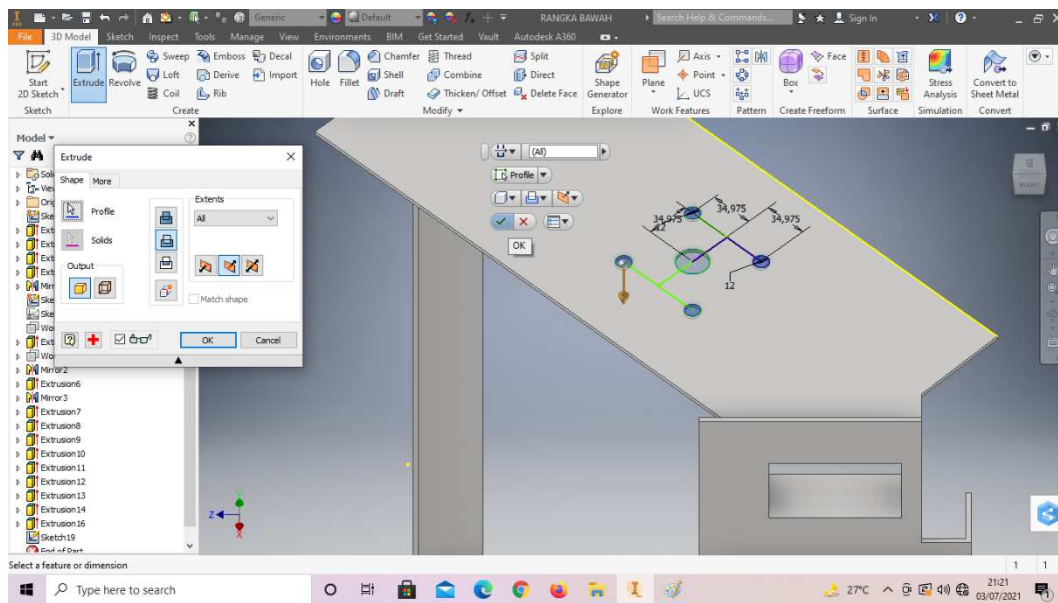 Generic Default RANGKA BAWAH Search Help & Commands... Sign In
File 3D Model Sketch Inspect Tools Manage View Environments BIM Get Started Vault Autodesk A360
Start 2D Sketch
Extrude
Revolve
Sweep
Loft
Coil
Emboss
Derive
Rib
Decal
Import
Hole
Fillet
Chamfer
Shell
Draft
Thread
Combine
Thicken/ Offset
Split
Direct
Delete Face
Shape Generator
Plane
Axis
Point
UCS
Box
Face
Stress Analysis
Convert to Sheet Metal
Sketch Create Modify Explore Work Features Pattern Create Freeform Surface Simulation Convert
Model
Extrude
Shape More
Profile
Solids
Output
Extents
All
Match shape
OK Cancel
Mirror2
Extrusion6
Mirror3
Extrusion7
Extrusion8
Extrusion9
Extrusion10
Extrusion11
Extrusion12
Extrusion13
Extrusion14
Extrusion16
Sketch19
End of Part
(All)
Profile
OK
34,975
34,975
34,975
12
12
RIGHT
Z
X
Select a feature or dimension 1 1
Type here to search
27°C
21:21
03/07/2021